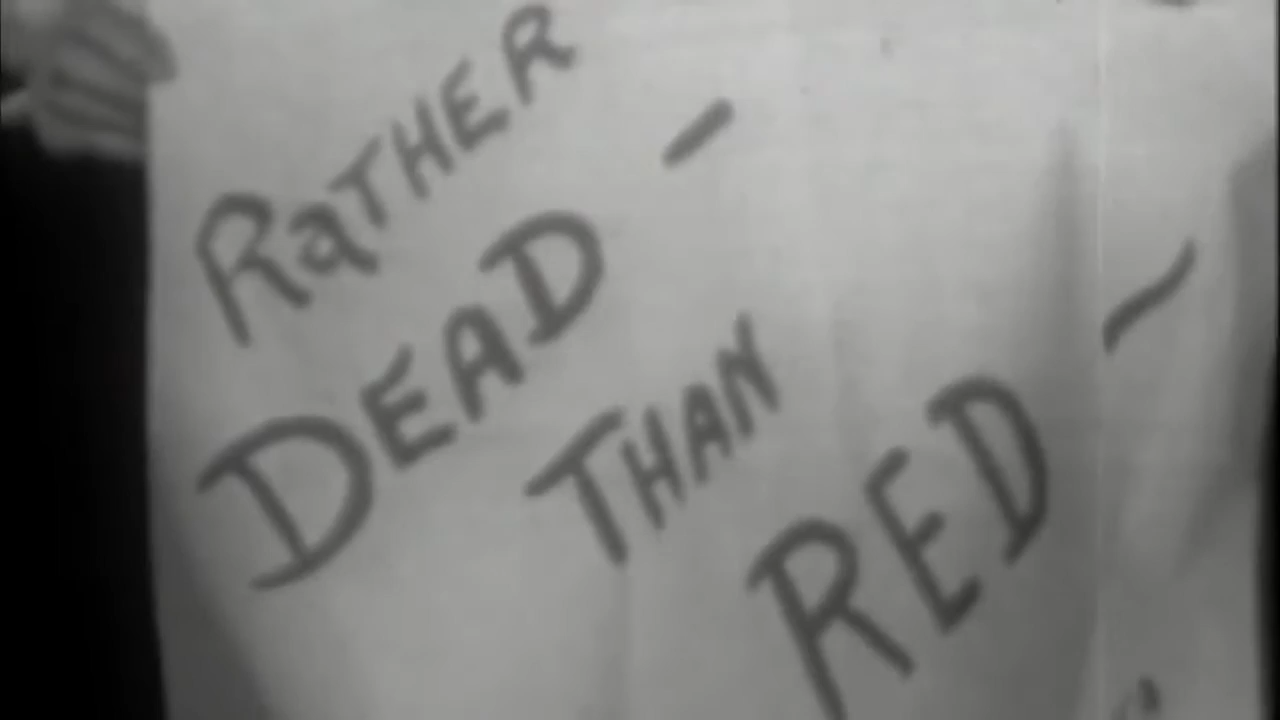 RaTHER
DEAD -
THAN
RED -